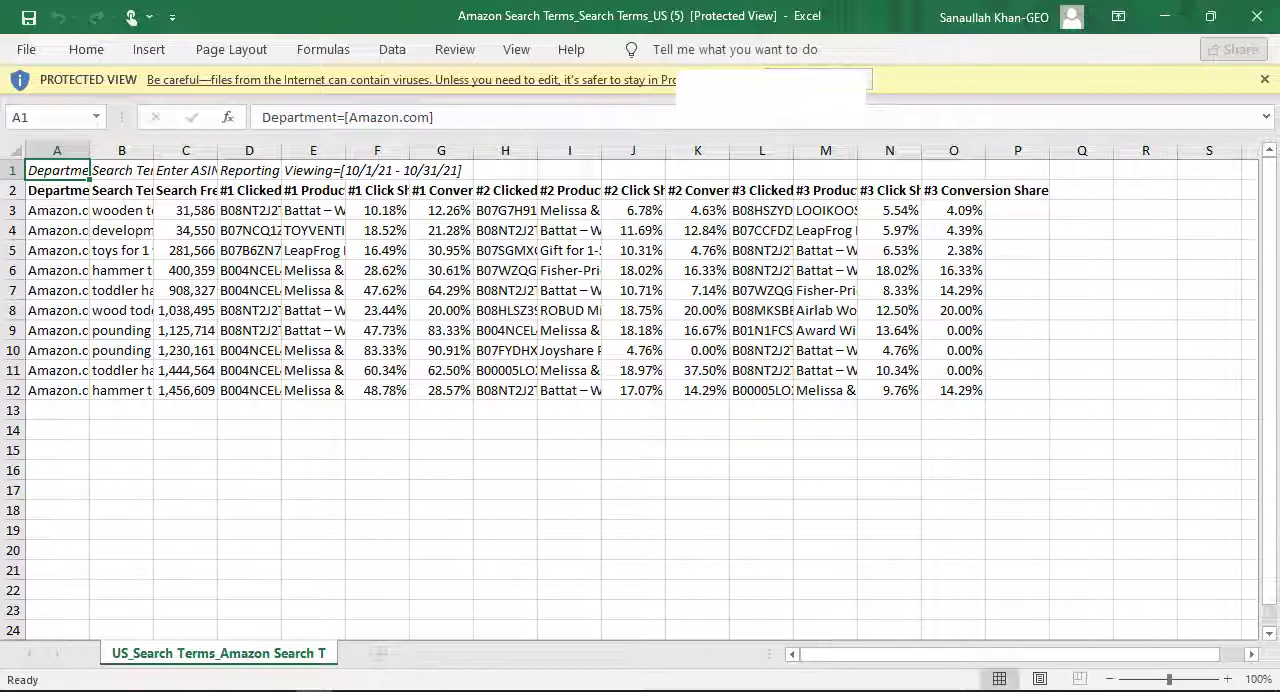 Amazon Search Terms_Search Terms_US (5) [Protected View] - Excel
Sanaullah Khan-GEO
File Home Insert Page Layout Formulas Data Review View Help Tell me what you want to do Share
PROTECTED VIEW Be careful—files from the Internet can contain viruses. Unless you need to edit, it's safer to stay in Pro
A1 fx Department=[Amazon.com]
A B C D E F G H I J K L M N O P Q R S
1 Departme Search Ter Enter ASIN Reporting Viewing=[10/1/21 - 10/31/21]
2 Departme Search Ter Search Fre #1 Clicked #1 Produc #1 Click Sh #1 Conver #2 Clicked #2 Produc #2 Click Sh #2 Conver #3 Clicked #3 Produc #3 Click Sh #3 Conversion Share
3 Amazon.c wooden to 31,586 B08NT2J2T Battat – W 10.18% 12.26% B07G7H91 Melissa & 6.78% 4.63% B08HSZYD LOOIKOOS 5.54% 4.09%
4 Amazon.c developm 34,550 B07NCQ1 TOYVENTI 18.52% 21.28% B08NT2J2T Battat – W 11.69% 12.84% B07CCFDZ LeapFrog 5.97% 4.39%
5 Amazon.c toys for 1 281,566 B07B6ZN7 LeapFrog 16.49% 30.95% B07SGMX Gift for 1-5 10.31% 4.76% B08NT2J2T Battat – W 6.53% 2.38%
6 Amazon.c hammer t 400,359 B004NCEL Melissa & 28.62% 30.61% B07WZQG Fisher-Pri 18.02% 16.33% B08NT2J2T Battat – W 18.02% 16.33%
7 Amazon.c toddler ha 908,327 B004NCEL Melissa & 47.62% 64.29% B08NT2J2T Battat – W 10.71% 7.14% B07WZQG Fisher-Pri 8.33% 14.29%
8 Amazon.c wood tod 1,038,495 B08NT2J2T Battat – W 23.44% 20.00% B08HLSZ3 ROBUD Mi 18.75% 20.00% B08MKSBE Airlab Wo 12.50% 20.00%
9 Amazon.c pounding 1,125,714 B08NT2J2T Battat – W 47.73% 83.33% B004NCEL Melissa & 18.18% 16.67% B01N1FCS Award Wi 13.64% 0.00%
10 Amazon.c pounding 1,230,161 B004NCEL Melissa & 83.33% 90.91% B07FYDHX Joyshare 4.76% 0.00% B08NT2J2T Battat – W 4.76% 0.00%
11 Amazon.c toddler ha 1,444,564 B004NCEL Melissa & 60.34% 62.50% B00005LO Melissa & 18.97% 37.50% B08NT2J2T Battat – W 10.34% 0.00%
12 Amazon.c hammer t 1,456,609 B004NCEL Melissa & 48.78% 28.57% B08NT2J2T Battat – W 17.07% 14.29% B00005LO Melissa & 9.76% 14.29%
13
14
15
16
17
18
19
20
21
22
23
24
US_Search Terms_Amazon Search T
Ready 100%